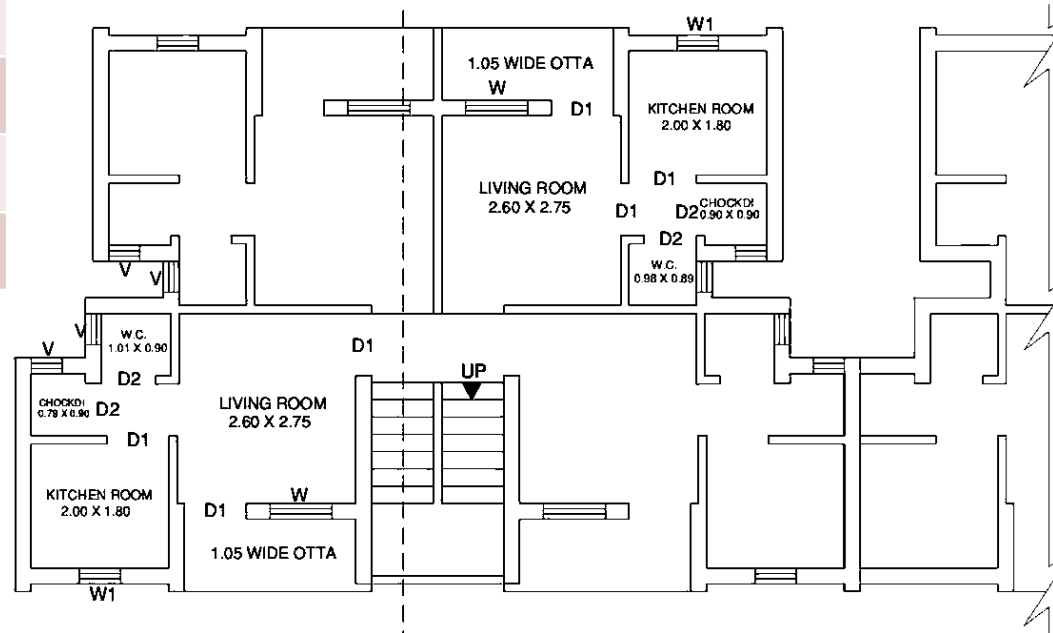 W1
1.05 WIDE OTTA
W
D1
KITCHEN ROOM
2.00 X 1.80
D1
LIVING ROOM
2.60 X 2.75
D1
D2
CHOCKDI
0.90 X 0.90
D2
W.C.
0.98 X 0.89
V
V
V
V
W.C.
1.01 X 0.90
D1
D2
UP
CHOCKDI
0.79 X 0.90
D2
LIVING ROOM
2.60 X 2.75
D1
KITCHEN ROOM
2.00 X 1.80
W
D1
1.05 WIDE OTTA
W1